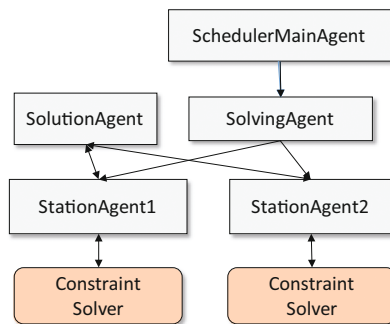 SchedulerMainAgent
SolutionAgent
SolvingAgent
StationAgent1
StationAgent2
Constraint
Solver
Constraint
Solver